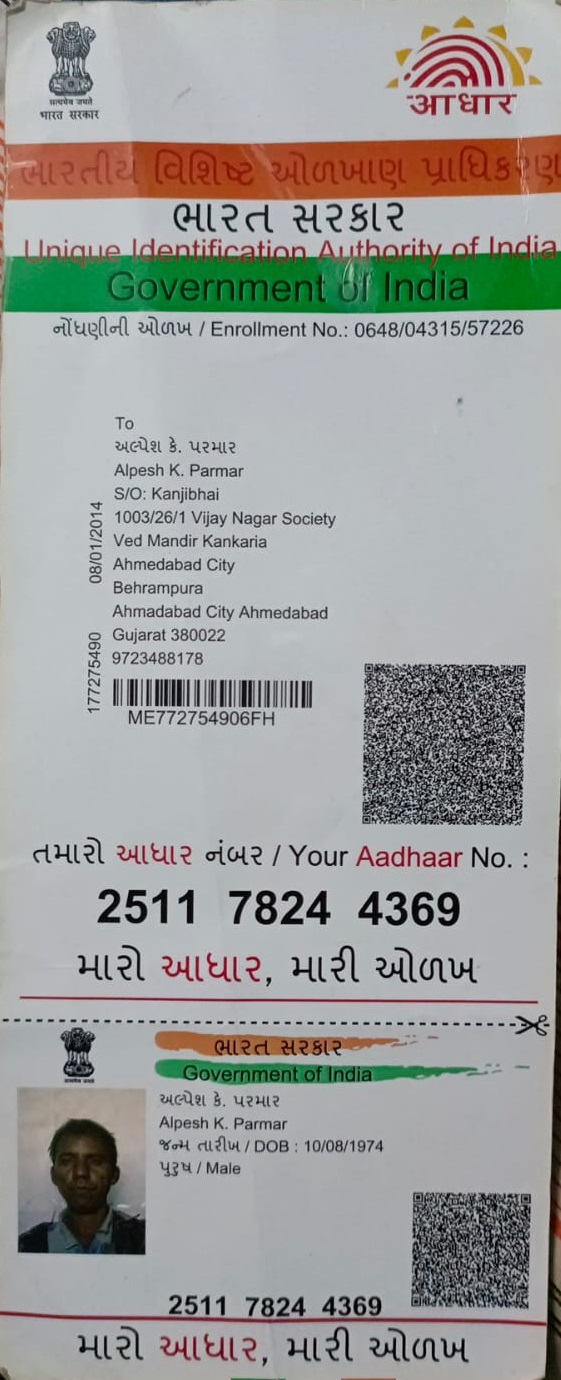 सत्यमेव जयते
भारत सरकार
आधार
ભારતીય વિશિષ્ટ ઓળખાણ પ્રાધિકરણ
ભારત સરકાર
Unique Identification Authority of India
Government of India
નોંધણીની ઓળખ / Enrollment No.: 0648/04315/57226
To
અલ્પેશ કે. પરમાર
Alpesh K. Parmar
S/O: Kanjibhai
1003/26/1 Vijay Nagar Society
Ved Mandir Kankaria
Ahmedabad City
Behrampura
Ahmadabad City Ahmedabad
Gujarat 380022
9723488178
08/01/2014
177275490
ME772754906FH
તમારો આધાર નંબર / Your Aadhaar No. :
2511 7824 4369
મારો આધાર, મારી ઓળખ
ભારત સરકાર
Government of India
અલ્પેશ કે. પરમાર
Alpesh K. Parmar
જન્મ તારીખ / DOB : 10/08/1974
પુરુષ / Male
2511 7824 4369
મારો આધાર, મારી ઓળખ